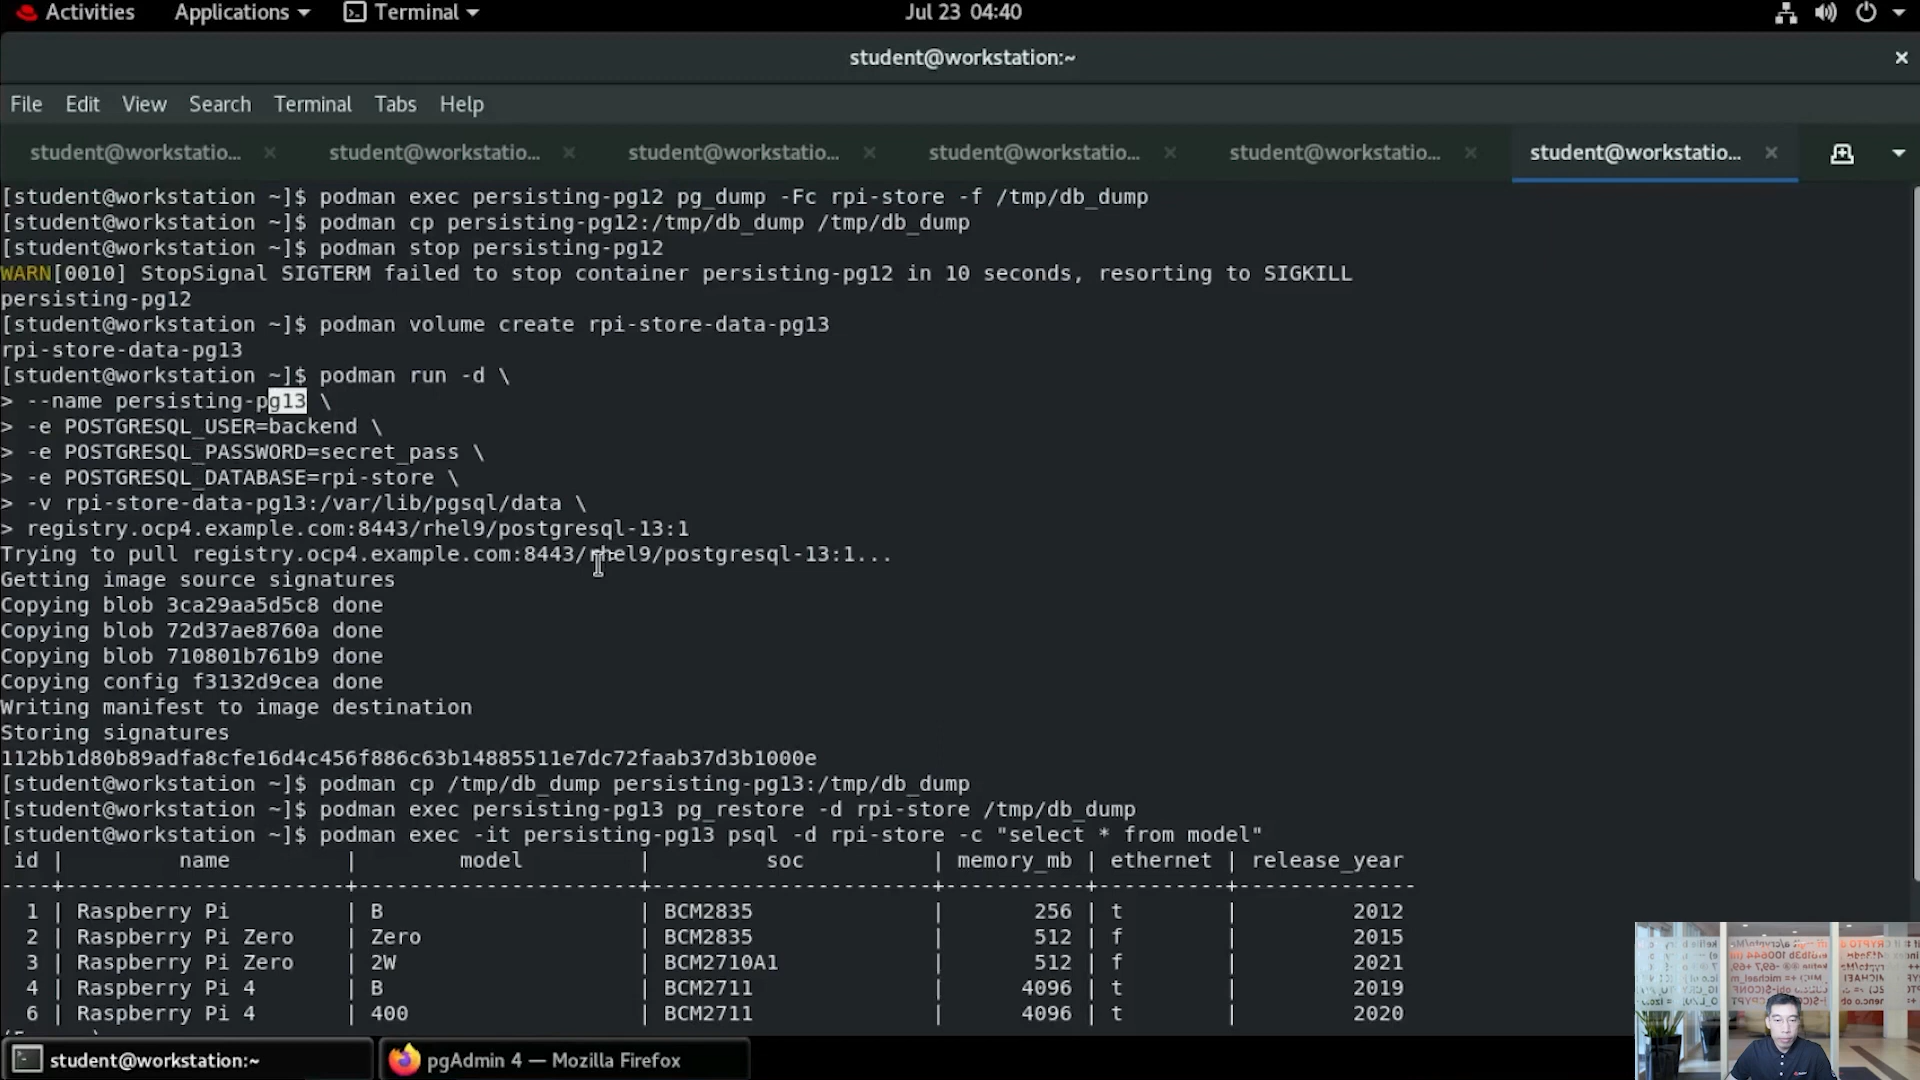 Activities Applications Terminal Jul 23 04:40
student@workstation:~
File Edit View Search Terminal Tabs Help
student@workstatio... student@workstatio... student@workstatio... student@workstatio... student@workstatio... student@workstatio...
[student@workstation ~]$ podman exec persisting-pg12 pg_dump -Fc rpi-store -f /tmp/db_dump
[student@workstation ~]$ podman cp persisting-pg12:/tmp/db_dump /tmp/db_dump
[student@workstation ~]$ podman stop persisting-pg12
WARN[0010] StopSignal SIGTERM failed to stop container persisting-pg12 in 10 seconds, resorting to SIGKILL
persisting-pg12
[student@workstation ~]$ podman volume create rpi-store-data-pg13
rpi-store-data-pg13
[student@workstation ~]$ podman run -d \
> --name persisting-pg13 \
> -e POSTGRESQL_USER=backend \
> -e POSTGRESQL_PASSWORD=secret_pass \
> -e POSTGRESQL_DATABASE=rpi-store \
> -v rpi-store-data-pg13:/var/lib/pgsql/data \
> registry.ocp4.example.com:8443/rhel9/postgresql-13:1
Trying to pull registry.ocp4.example.com:8443/rhel9/postgresql-13:1...
Getting image source signatures
Copying blob 3ca29aa5d5c8 done
Copying blob 72d37ae8760a done
Copying blob 710801b761b9 done
Copying config f3132d9cea done
Writing manifest to image destination
Storing signatures
112bb1d80b89adfa8cfe16d4c456f886c63b14885511e7dc72faab37d3b1000e
[student@workstation ~]$ podman cp /tmp/db_dump persisting-pg13:/tmp/db_dump
[student@workstation ~]$ podman exec persisting-pg13 pg_restore -d rpi-store /tmp/db_dump
[student@workstation ~]$ podman exec -it persisting-pg13 psql -d rpi-store -c "select * from model"
id | name | model | soc | memory_mb | ethernet | release_year
----+---------------------+----------------------+----------------------+-----------+----------+--------------
1 | Raspberry Pi | B | BCM2835 | 256 | t | 2012
2 | Raspberry Pi Zero | Zero | BCM2835 | 512 | f | 2015
3 | Raspberry Pi Zero | 2W | BCM2710A1 | 512 | f | 2021
4 | Raspberry Pi 4 | B | BCM2711 | 4096 | t | 2019
6 | Raspberry Pi 4 | 400 | BCM2711 | 4096 | t | 2020
student@workstation:~ pgAdmin 4 — Mozilla Firefox